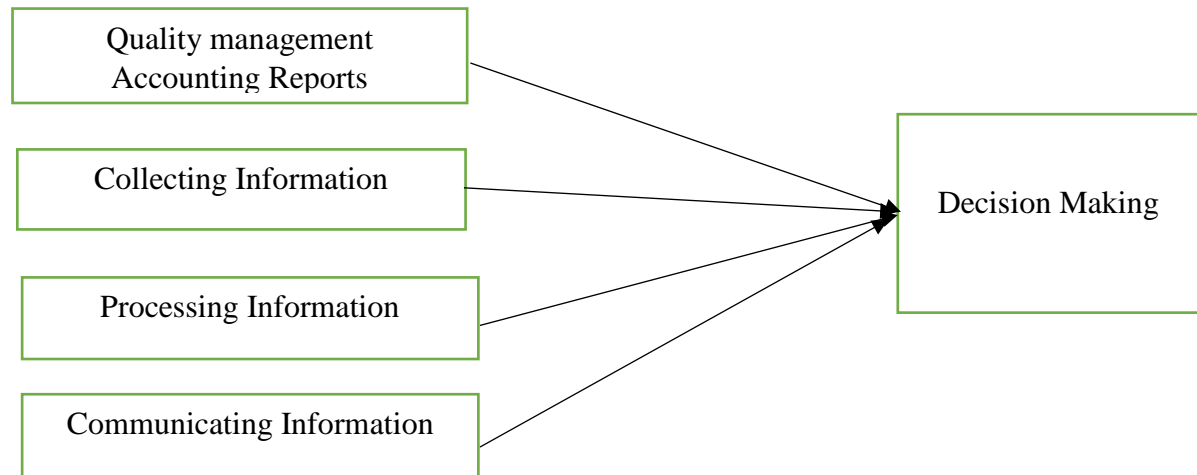 Quality management
Accounting Reports
Collecting Information
Decision Making
Processing Information
Communicating Information